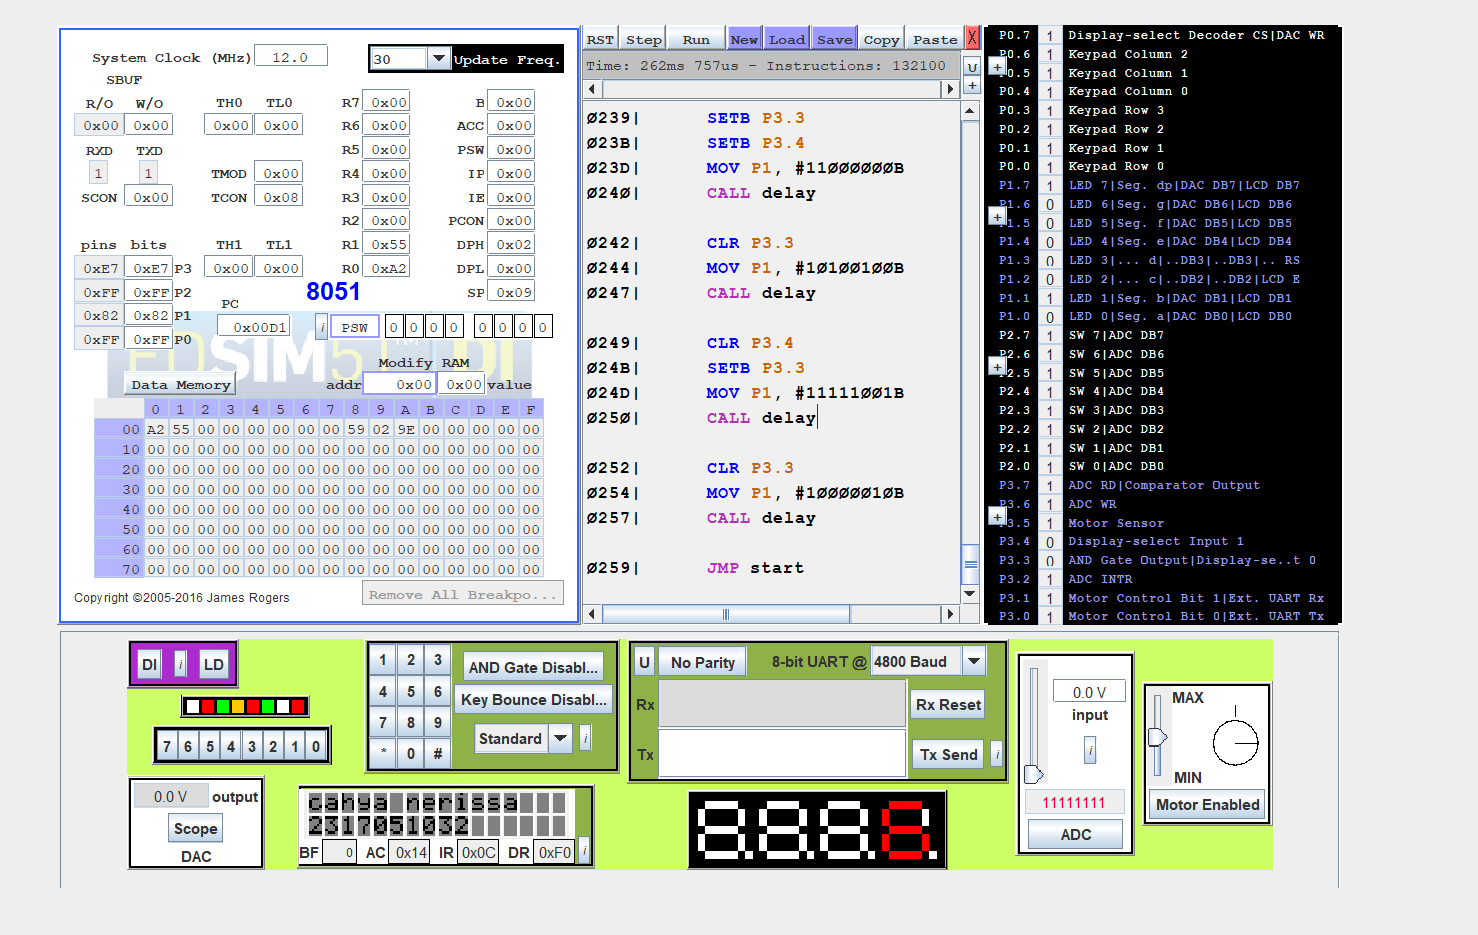 System Clock (MHz) 12.0
30 Update Freq.
SBUF
R/O W/O TH0 TL0 R7 0x00 B 0x00
0x00 0x00 0x00 0x00 R6 0x00 ACC 0x00
RXD TXD R5 0x00 PSW 0x00
1 1 TMOD 0x00 R4 0x00 IP 0x00
SCON 0x00 TCON 0x08 R3 0x00 IE 0x00
R2 0x00 PCON 0x00
pins bits TH1 TL1 R1 0x55 DPH 0x02
0xE7 0xE7 P3 0x00 0x00 R0 0xA2 DPL 0x00
0xFF 0xFF P2 8051 SP 0x09
0x82 0x82 P1 PC
0x00D1 i PSW 0 0 0 0 0 0 0 0
0xFF 0xFF P0
Modify RAM
Data Memory addr 0x00 0x00 value
0 1 2 3 4 5 6 7 8 9 A B C D E F
00 A2 55 00 00 00 00 00 00 59 02 9E 00 00 00 00 00
10 00 00 00 00 00 00 00 00 00 00 00 00 00 00 00 00
20 00 00 00 00 00 00 00 00 00 00 00 00 00 00 00 00
30 00 00 00 00 00 00 00 00 00 00 00 00 00 00 00 00
40 00 00 00 00 00 00 00 00 00 00 00 00 00 00 00 00
50 00 00 00 00 00 00 00 00 00 00 00 00 00 00 00 00
60 00 00 00 00 00 00 00 00 00 00 00 00 00 00 00 00
70 00 00 00 00 00 00 00 00 00 00 00 00 00 00 00 00
Copyright ©2005-2016 James Rogers Remove All Breakpo...
RST Step Run New Load Save Copy Paste X
Time: 262ms 757us - Instructions: 132100 U
+
0239| SETB P3.3
023B| SETB P3.4
023D| MOV P1, #11000000B
0240| CALL delay
0242| CLR P3.3
0244| MOV P1, #10100100B
0247| CALL delay
0249| CLR P3.4
024B| SETB P3.3
024D| MOV P1, #11111001B
0250| CALL delay
0252| CLR P3.3
0254| MOV P1, #10000010B
0257| CALL delay
0259| JMP start
P0.7 1 Display-select Decoder CS|DAC WR
P0.6 1 Keypad Column 2
P0.5 1 Keypad Column 1
P0.4 1 Keypad Column 0
P0.3 1 Keypad Row 3
P0.2 1 Keypad Row 2
P0.1 1 Keypad Row 1
P0.0 1 Keypad Row 0
P1.7 1 LED 7|Seg. dp|DAC DB7|LCD DB7
P1.6 0 LED 6|Seg. g|DAC DB6|LCD DB6
P1.5 0 LED 5|Seg. f|DAC DB5|LCD DB5
P1.4 0 LED 4|Seg. e|DAC DB4|LCD DB4
P1.3 0 LED 3|... d|..DB3|..DB3|.. RS
P1.2 0 LED 2|... c|..DB2|..DB2|LCD E
P1.1 1 LED 1|Seg. b|DAC DB1|LCD DB1
P1.0 0 LED 0|Seg. a|DAC DB0|LCD DB0
P2.7 1 SW 7|ADC DB7
P2.6 1 SW 6|ADC DB6
P2.5 1 SW 5|ADC DB5
P2.4 1 SW 4|ADC DB4
P2.3 1 SW 3|ADC DB3
P2.2 1 SW 2|ADC DB2
P2.1 1 SW 1|ADC DB1
P2.0 1 SW 0|ADC DB0
P3.7 1 ADC RD|Comparator Output
P3.6 1 ADC WR
P3.5 1 Motor Sensor
P3.4 0 Display-select Input 1
P3.3 0 AND Gate Output|Display-se..t 0
P3.2 1 ADC INTR
P3.1 1 Motor Control Bit 1|Ext. UART Rx
P3.0 1 Motor Control Bit 0|Ext. UART Tx
DI i LD
7 6 5 4 3 2 1 0
0.0 V output
Scope
DAC
1 2 3
4 5 6
7 8 9
* 0 #
AND Gate Disabl...
Key Bounce Disabl...
Standard i
cahya nerissa
2317051032
BF 0 AC 0x14 IR 0x0C DR 0xF0 i
U No Parity 8-bit UART @ 4800 Baud
Rx Rx Reset
Tx Tx Send i
8.8.8.6.
0.0 V
input
i
11111111
ADC
MAX
MIN
Motor Enabled